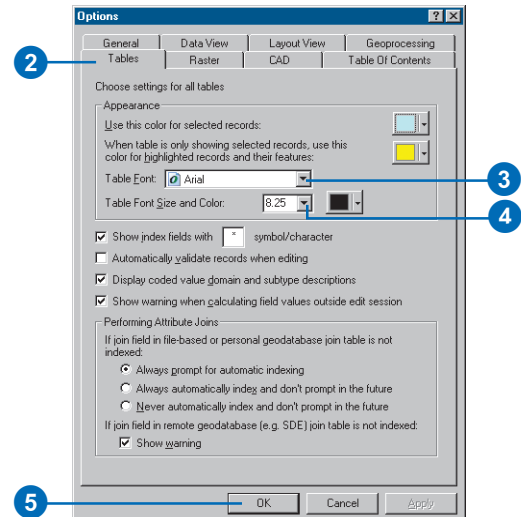 Options
General Data View Layout View Geoprocessing
2 Tables Raster CAD Table Of Contents
Choose settings for all tables
Appearance
Use this color for selected records:
When table is only showing selected records, use this
color for highlighted records and their features:
Table Font: Arial 3
Table Font Size and Color: 8.25 4
Show index fields with * symbol/character
Automatically validate records when editing
Display coded value domain and subtype descriptions
Show warning when calculating field values outside edit session
Performing Attribute Joins
If join field in file-based or personal geodatabase join table is not
indexed:
Always prompt for automatic indexing
Always automatically index and don't prompt in the future
Never automatically index and don't prompt in the future
If join field in remote geodatabase (e.g. SDE) join table is not indexed:
Show warning
5 OK Cancel Apply